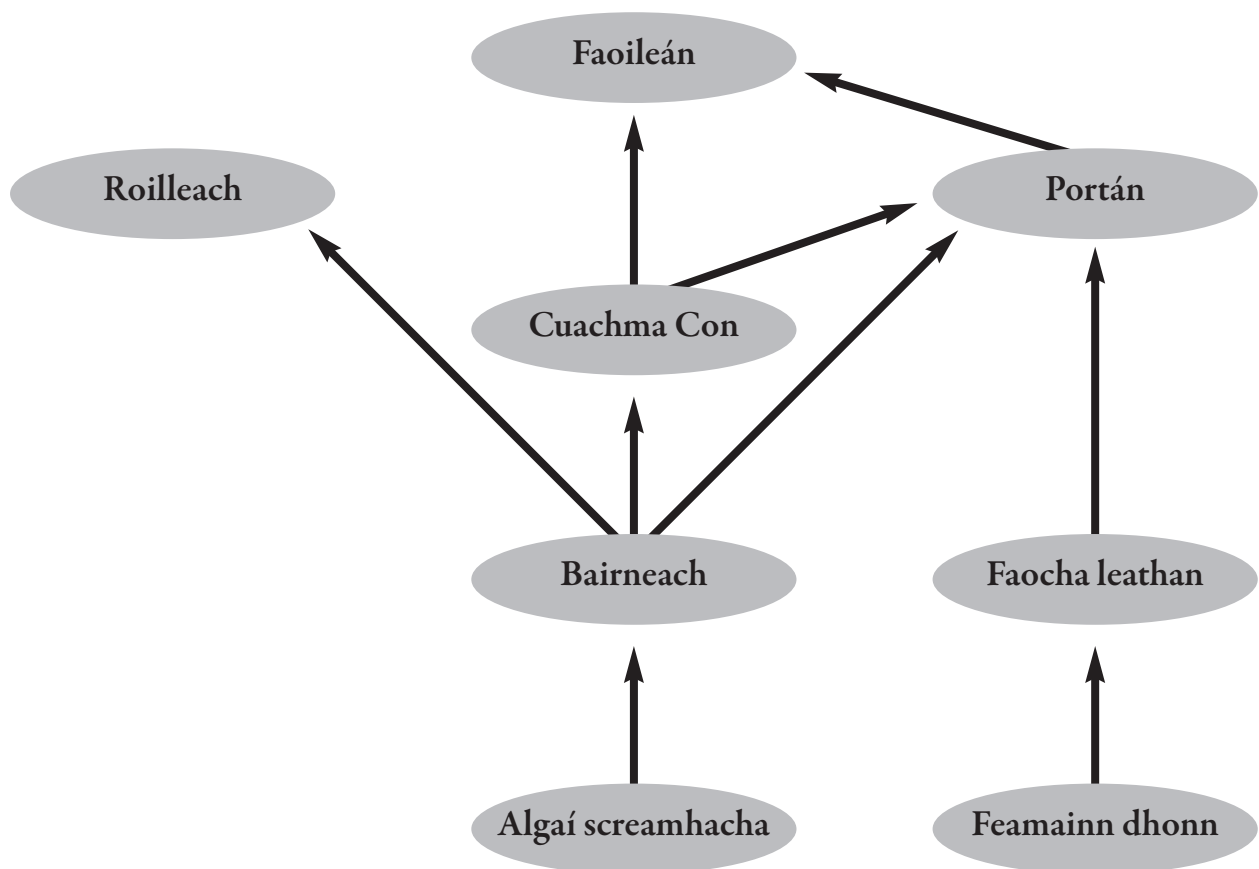 Faoileán
Roilleach
Portán
Cuachma Con
Bairneach
Faocha leathan
Algaí screamhacha
Feamainn dhonn